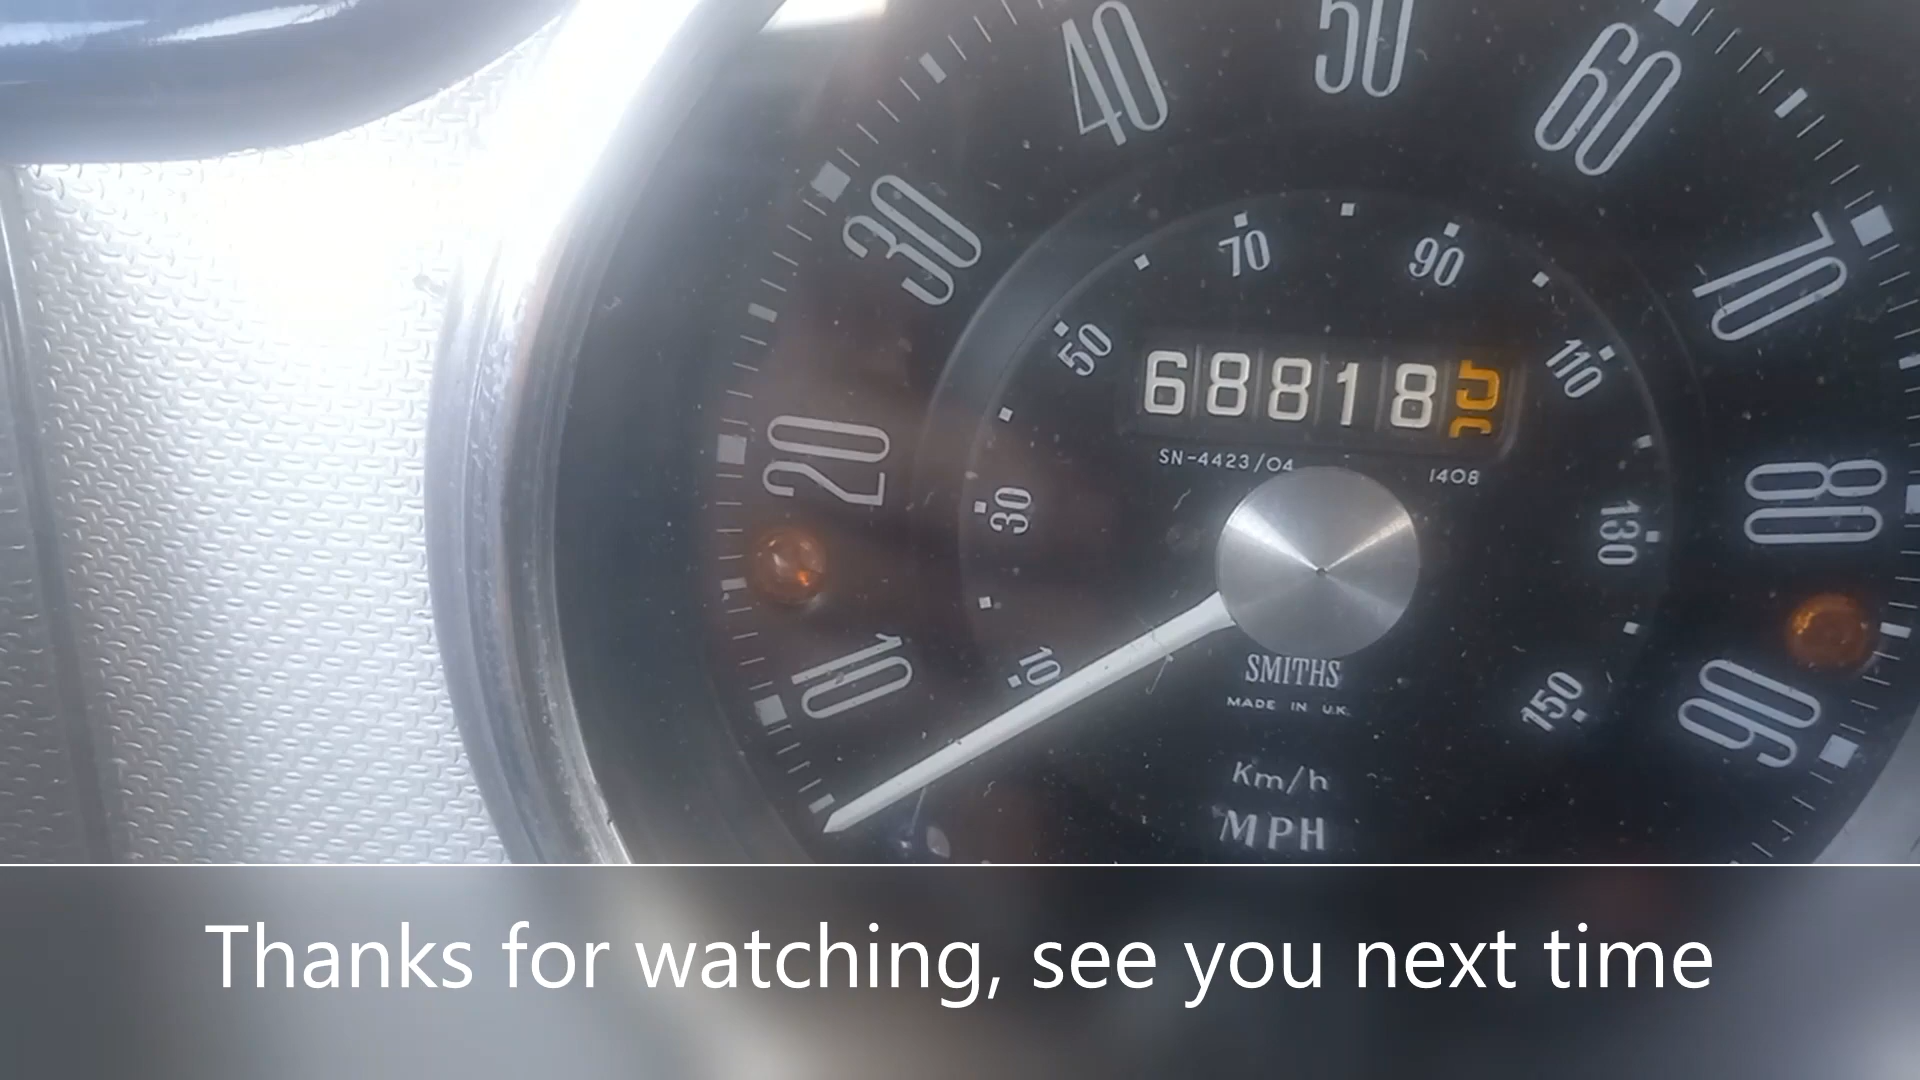 40 50 60
30 70
70 90
50 110
68818
20 80
SN-4423/04 1408
30 130
10 90
10 150
SMITHS
MADE IN U.K.
Km/h
MPH
Thanks for watching, see you next time